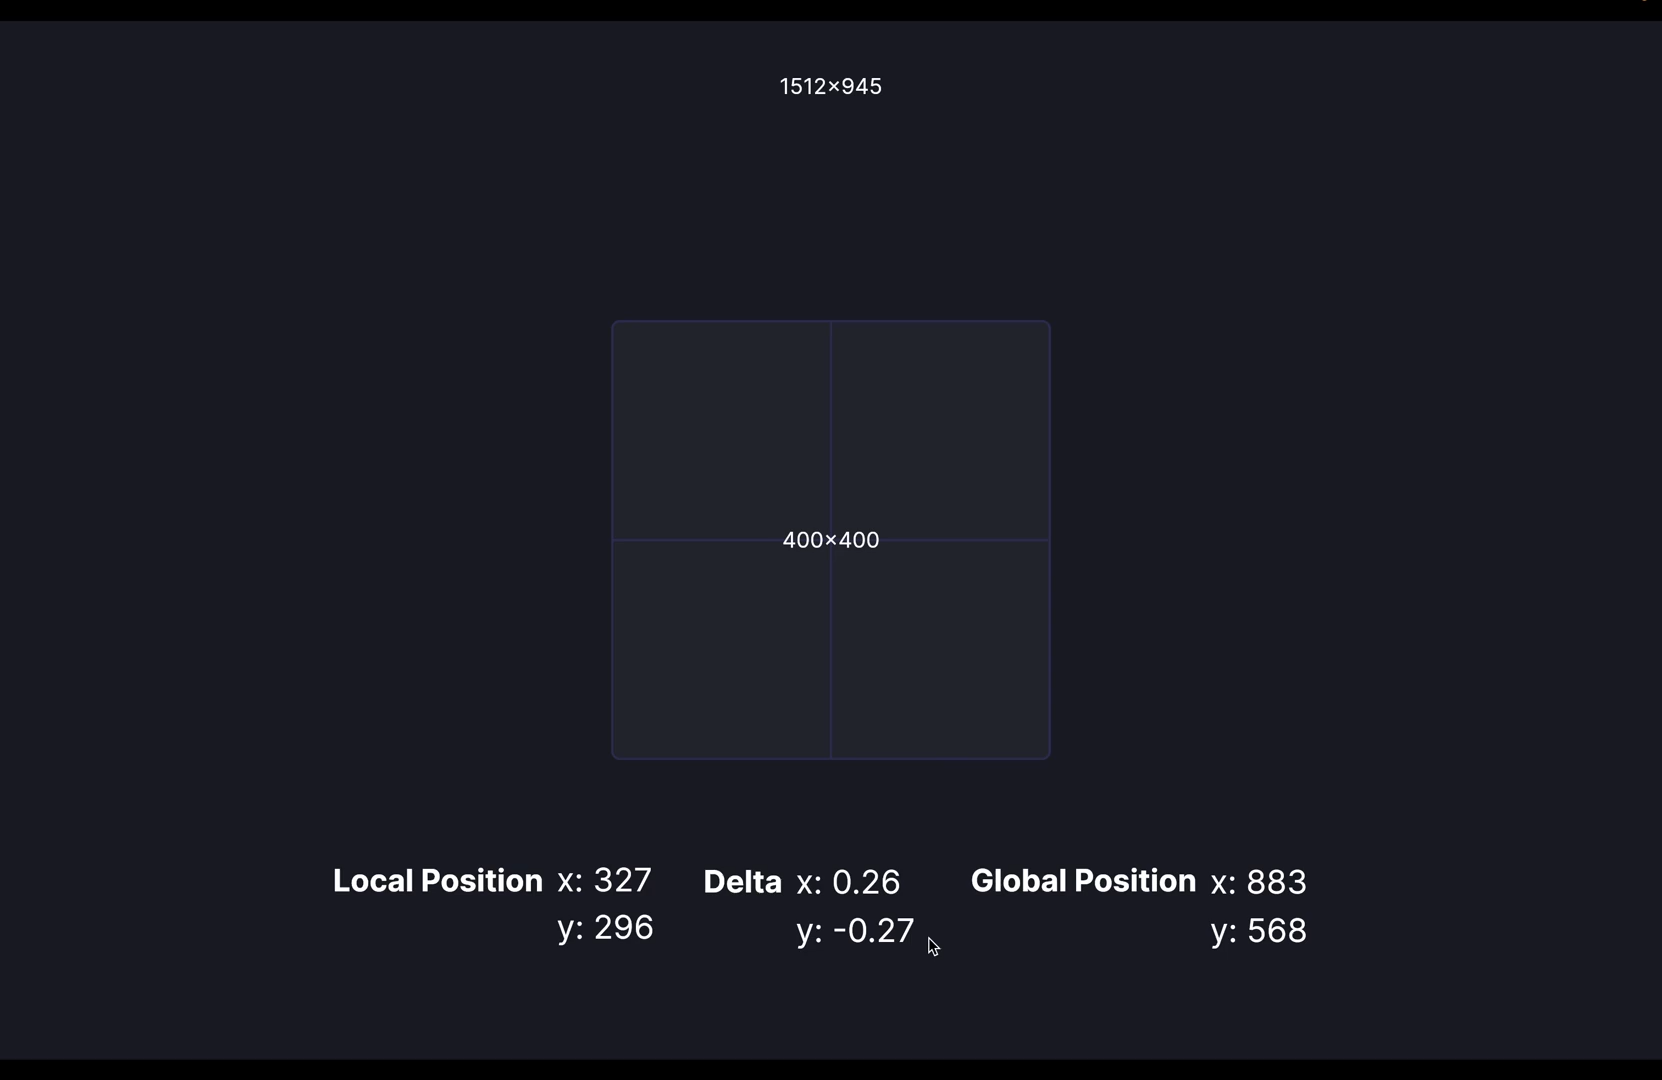 1512×945
400×400
Local Position x: 327
y: 296
Delta x: 0.26
y: -0.27
Global Position x: 883
y: 568